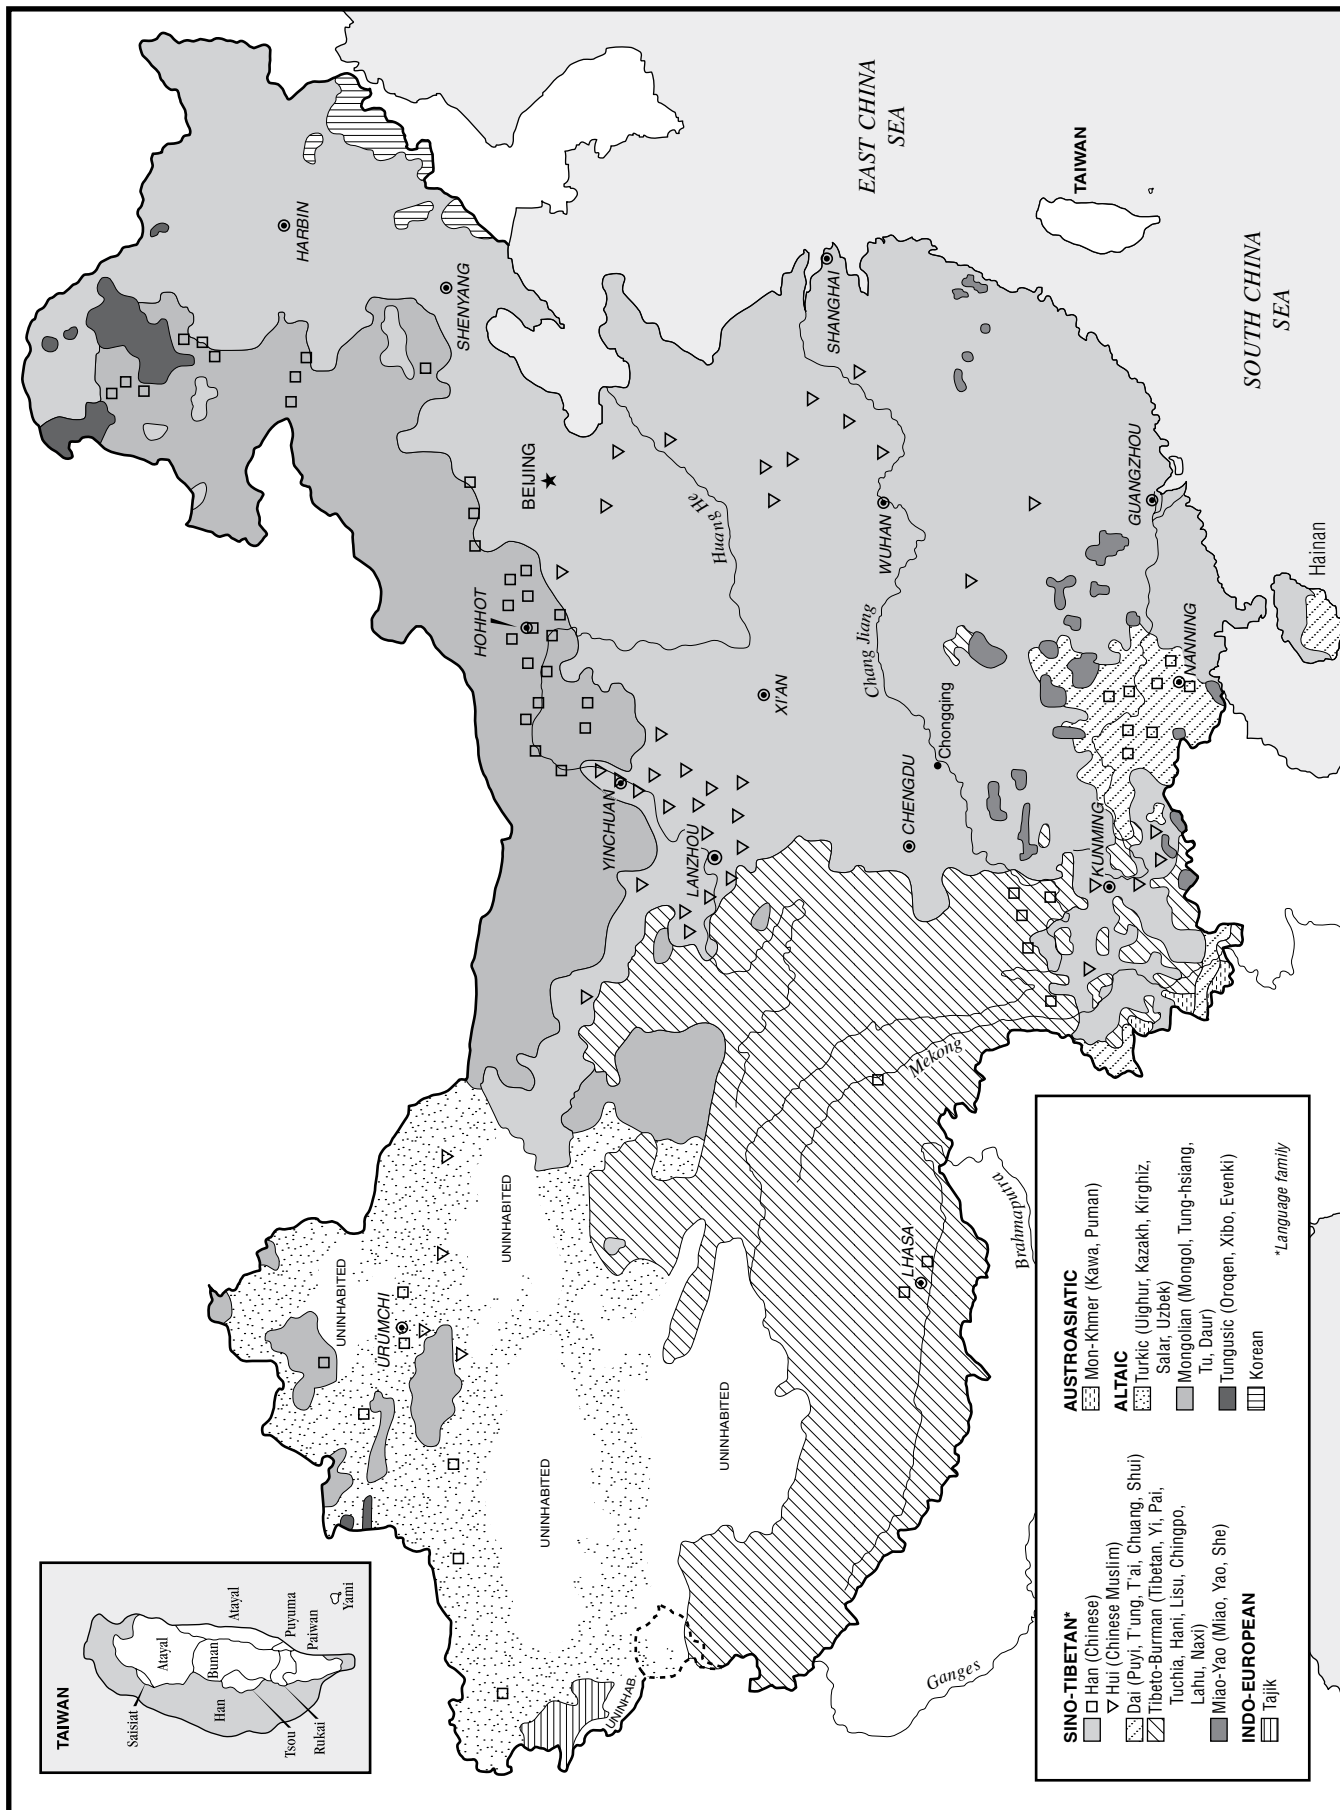 TAIWAN
Saisiat
Atayal
Atayal
Han
Bunan
Tsou
Rukai
Puyuma
Paiwan
Yami
UNINHABITED
URUMCHI
UNINHABITED
UNINHABITED
UNINHABITED
UNINHAB
HARBIN
SHENYANG
BEIJING
HOHHOT
YINCHUAN
LANZHOU
XI'AN
Huang He
SHANGHAI
WUHAN
Chang Jiang
Chongqing
CHENGDU
GUANGZHOU
NANNING
KUNMING
Hainan
LHASA
Mekong
Brahmaputra
Ganges
EAST CHINA
SEA
TAIWAN
SOUTH CHINA
SEA
SINO-TIBETAN*
Han (Chinese)
Hui (Chinese Muslim)
Dai (Puyi, T'ung, T'ai, Chuang, Shui)
Tibeto-Burman (Tibetan, Yi, Pai,
Tuchia, Hani, Lisu, Chingpo,
Lahu, Naxi)
Miao-Yao (Miao, Yao, She)
INDO-EUROPEAN
Tajik
AUSTROASIATIC
Mon-Khmer (Kawa, Puman)
ALTAIC
Turkic (Uighur, Kazakh, Kirghiz,
Salar, Uzbek)
Mongolian (Mongol, Tung-hsiang,
Tu, Daur)
Tungusic (Oroqen, Xibo, Evenki)
Korean
*Language family